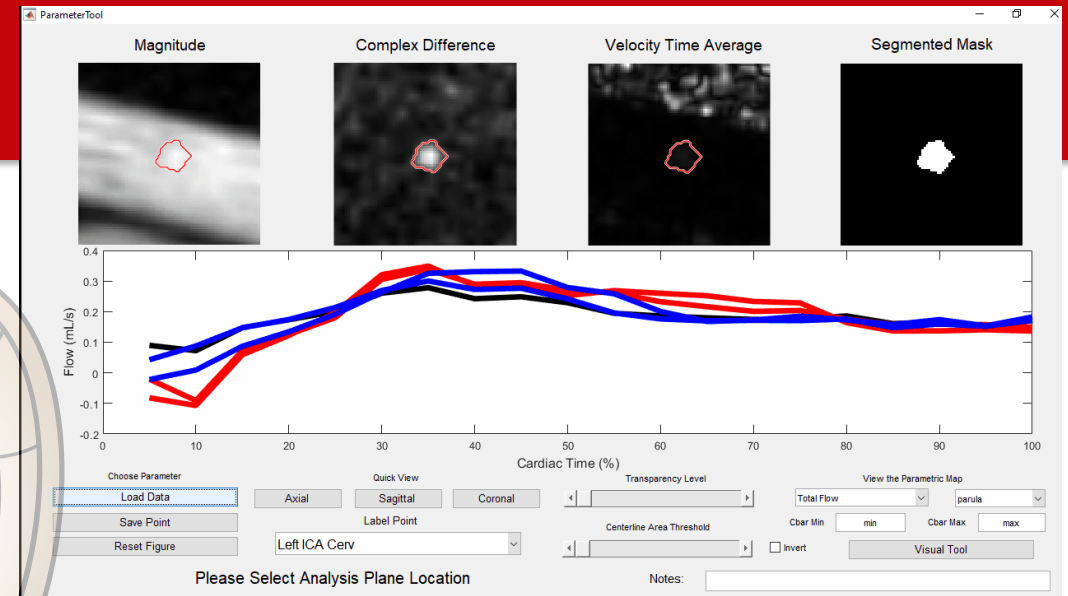 ParameterTool
Magnitude Complex Difference Velocity Time Average Segmented Mask
0.4
0.3
0.2
0.1
0
-0.1
-0.2
Flow (mL/s)
0 10 20 30 40 50 60 70 80 90 100
Cardiac Time (%)
Choose Parameter Quick View Transparency Level View the Parametric Map
Load Data Axial Sagittal Coronal Total Flow parula
Save Point Label Point Centerline Area Threshold Cbar Min min Cbar Max max
Reset Figure Left ICA Cerv Invert Visual Tool
Please Select Analysis Plane Location Notes: